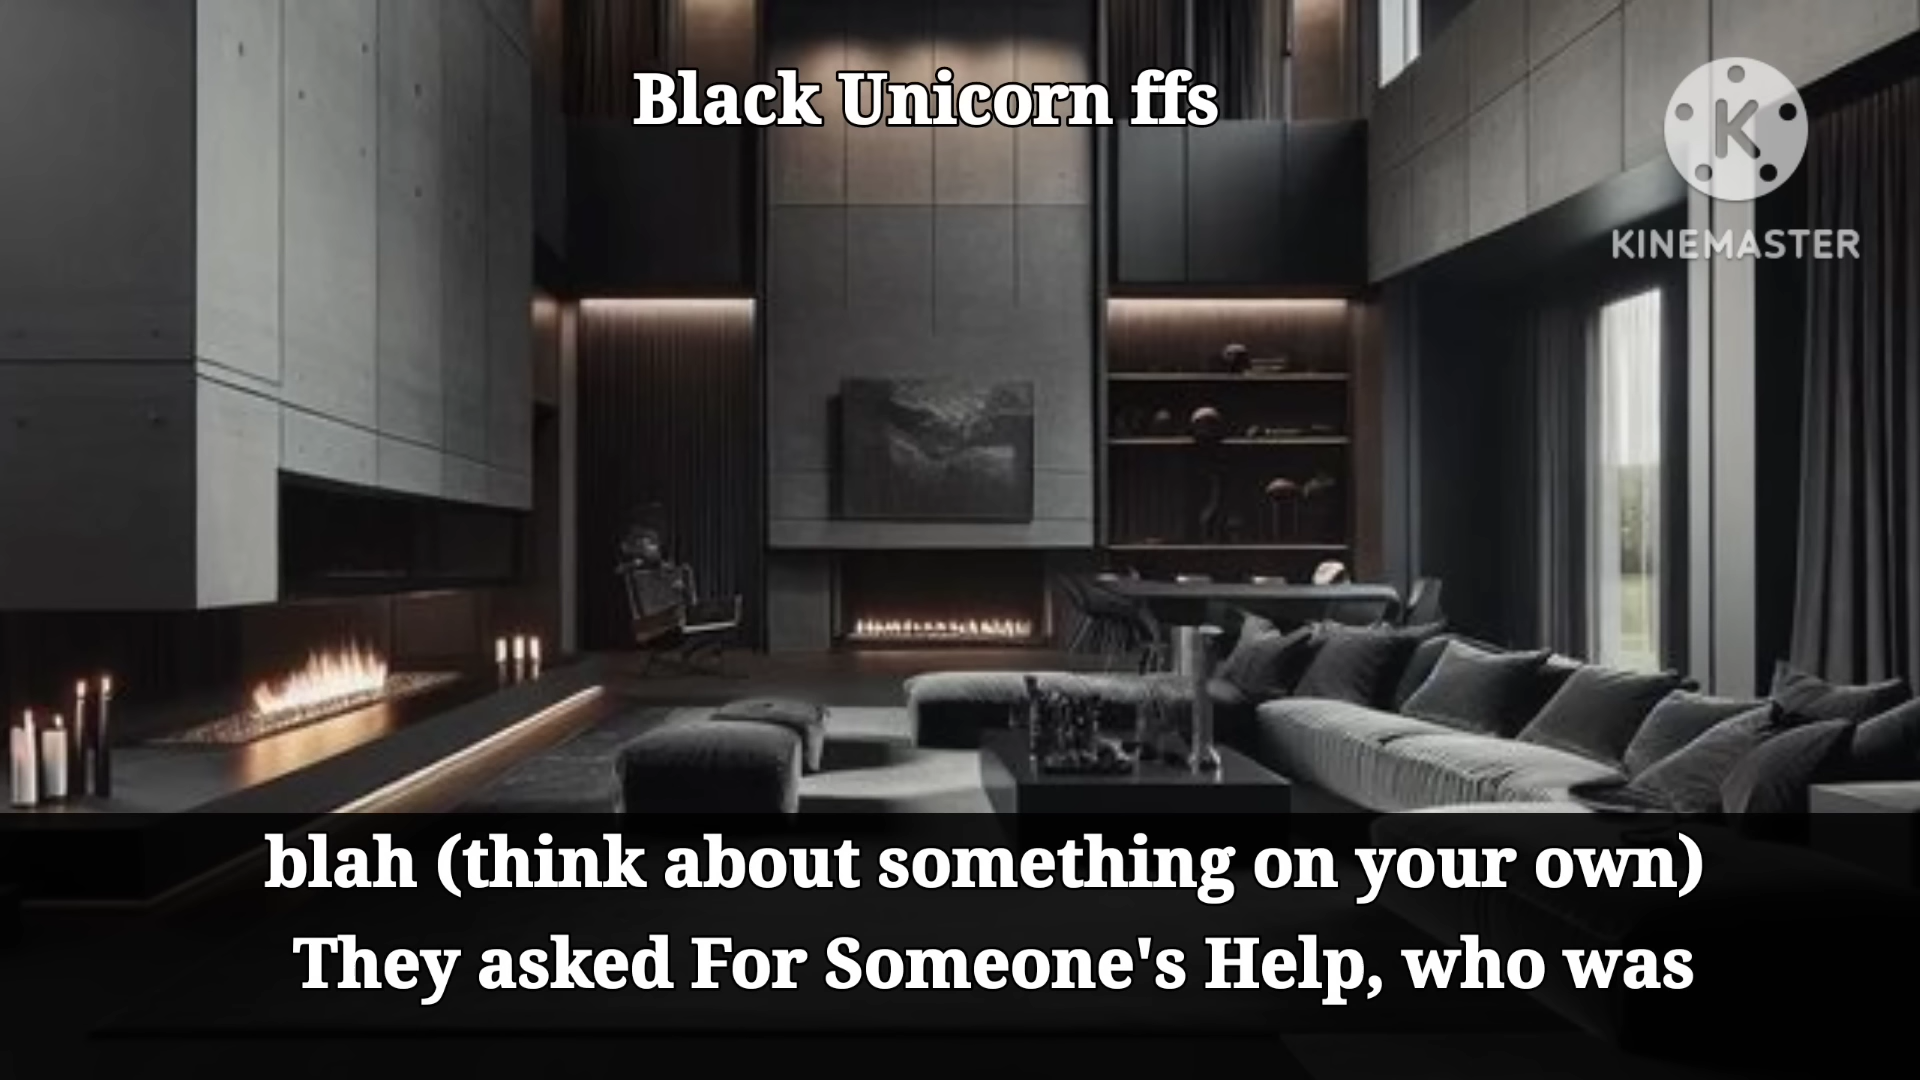 Black Unicorn ffs
K
KINEMASTER
blah (think about something on your own)
They asked For Someone's Help, who was